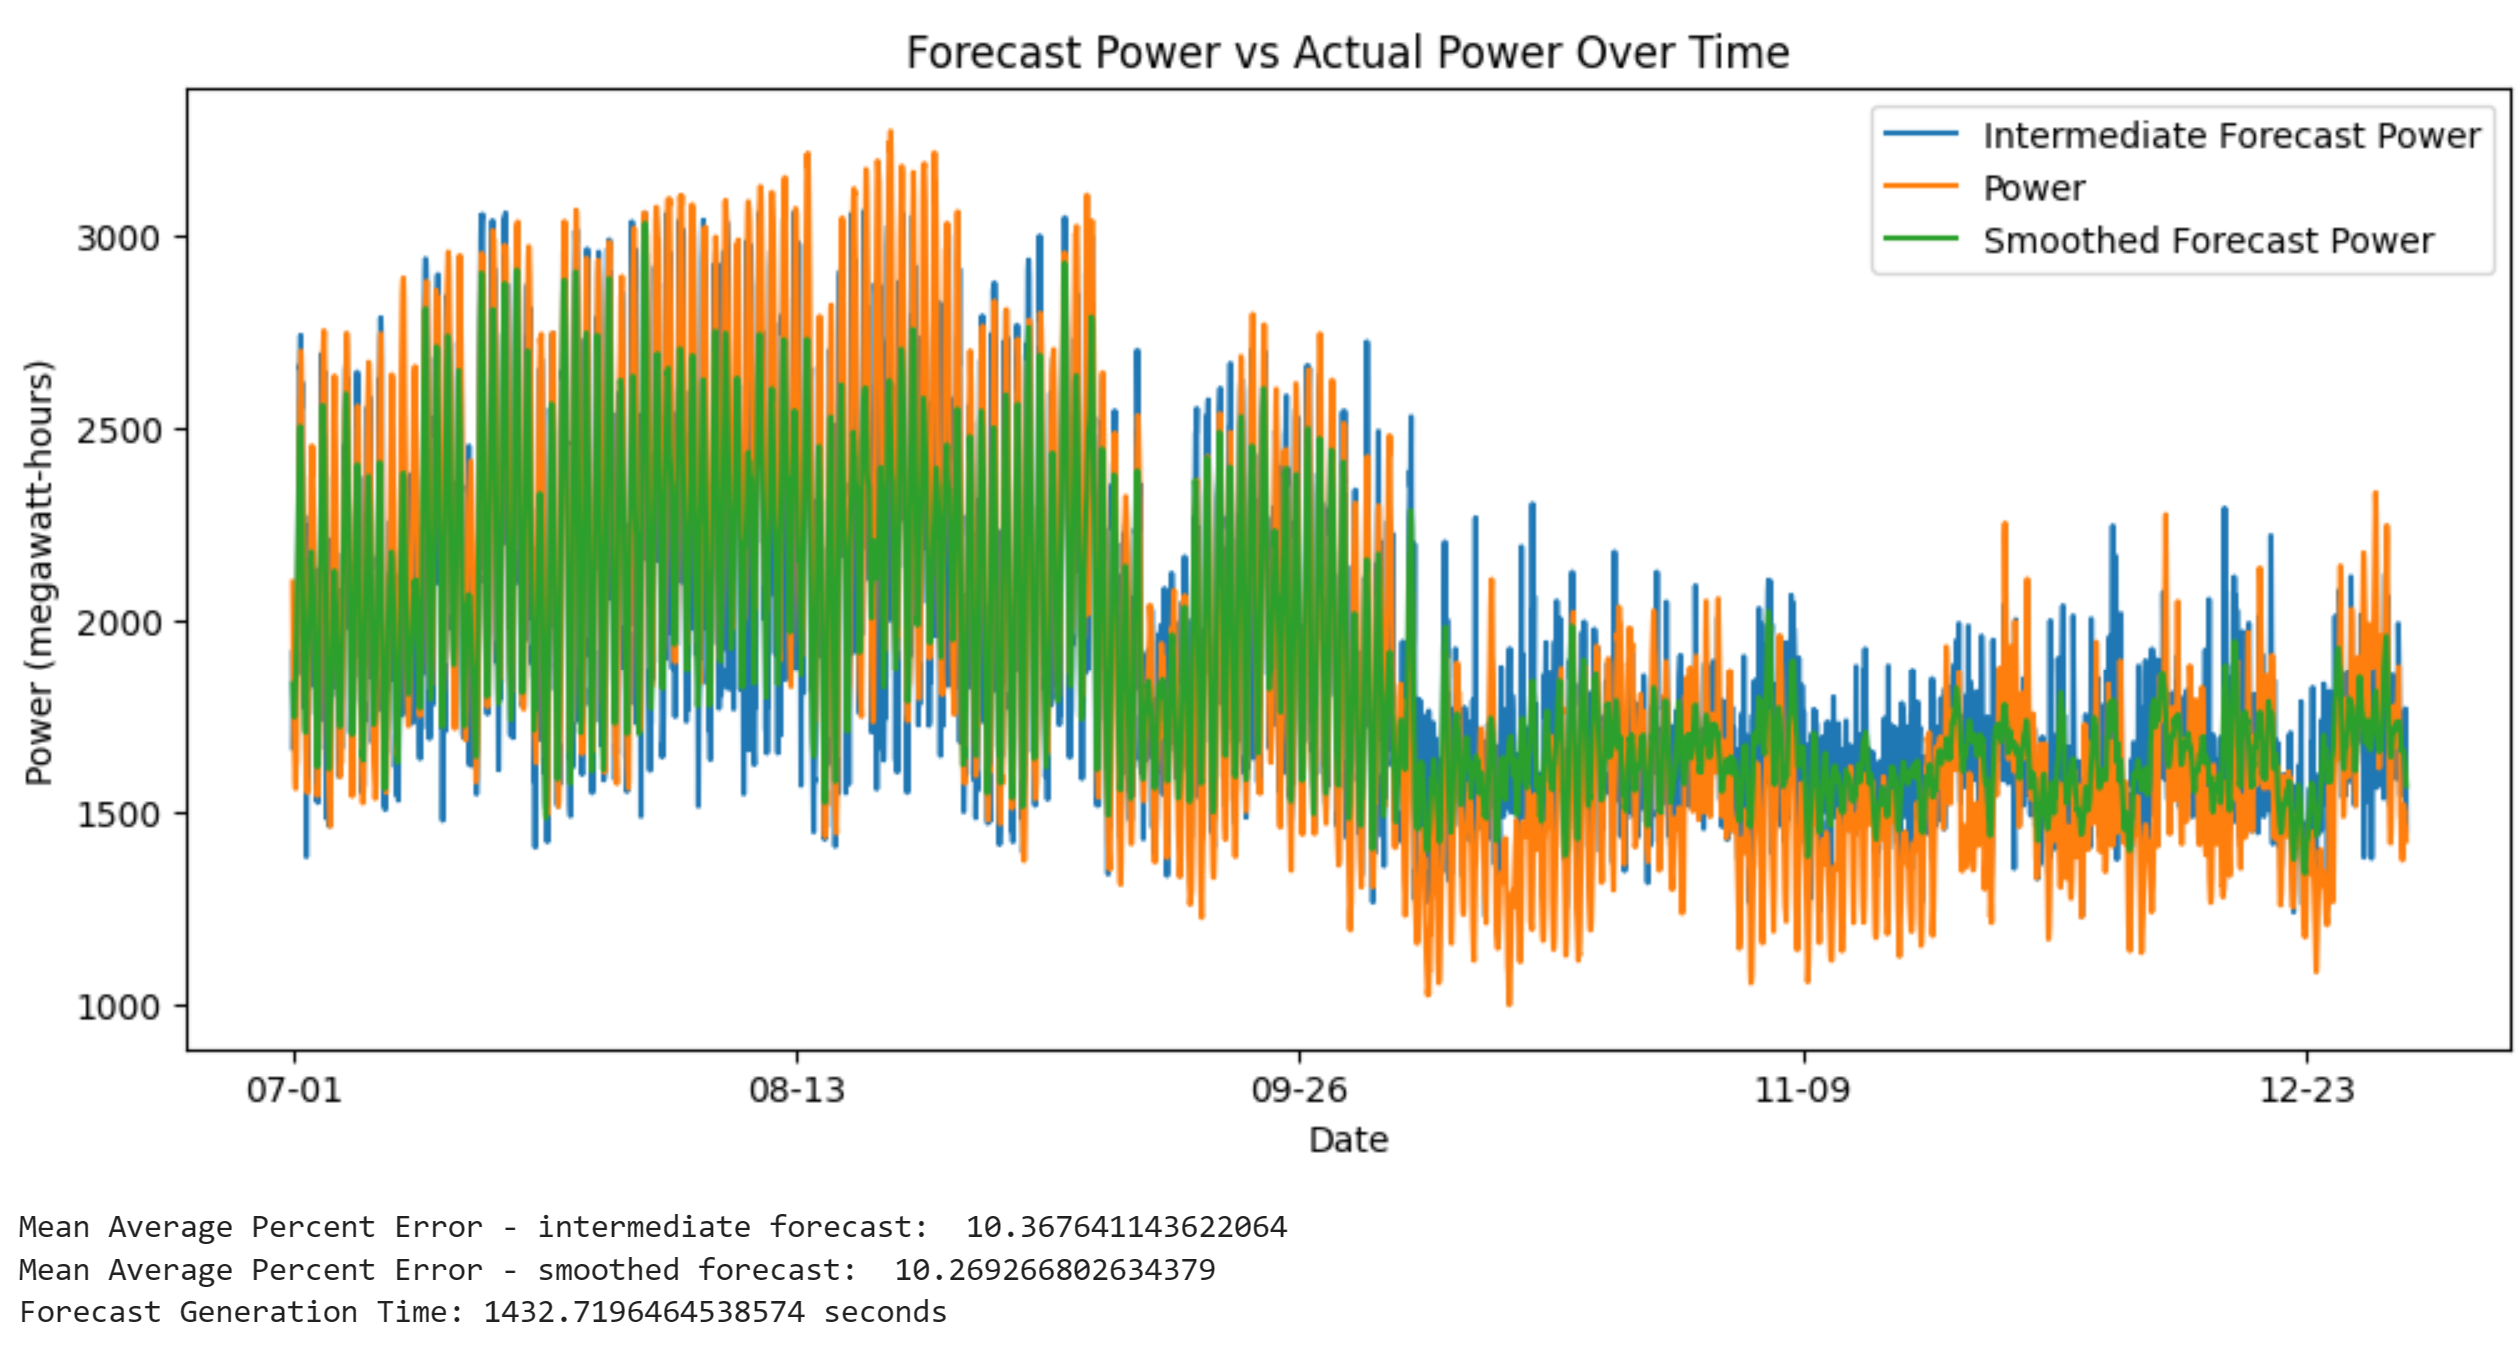 Forecast Power vs Actual Power Over Time
Intermediate Forecast Power
Power
Smoothed Forecast Power
Power (megawatt-hours)
3000
2500
2000
1500
1000
07-01 08-13 09-26 11-09 12-23
Date
Mean Average Percent Error - intermediate forecast:  10.367641143622064
Mean Average Percent Error - smoothed forecast:  10.269266802634379
Forecast Generation Time: 1432.7196464538574 seconds